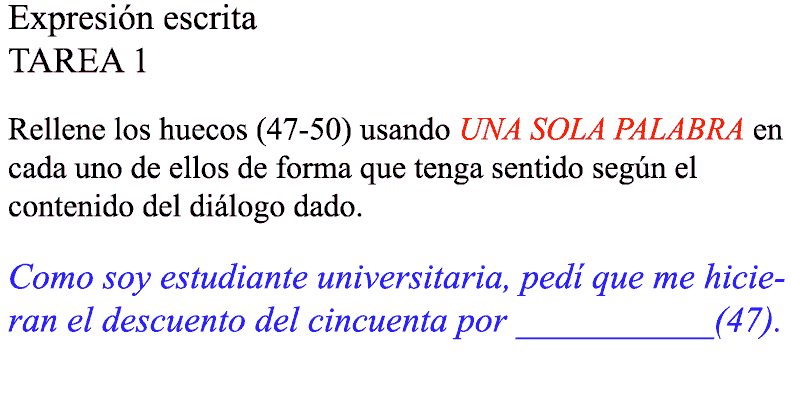 Expresión escrita
TAREA 1
Rellene los huecos (47-50) usando UNA SOLA PALABRA en
cada uno de ellos de forma que tenga sentido según el
contenido del diálogo dado.
Como soy estudiante universitaria, pedí que me hicie-
ran el descuento del cincuenta por ___________(47).